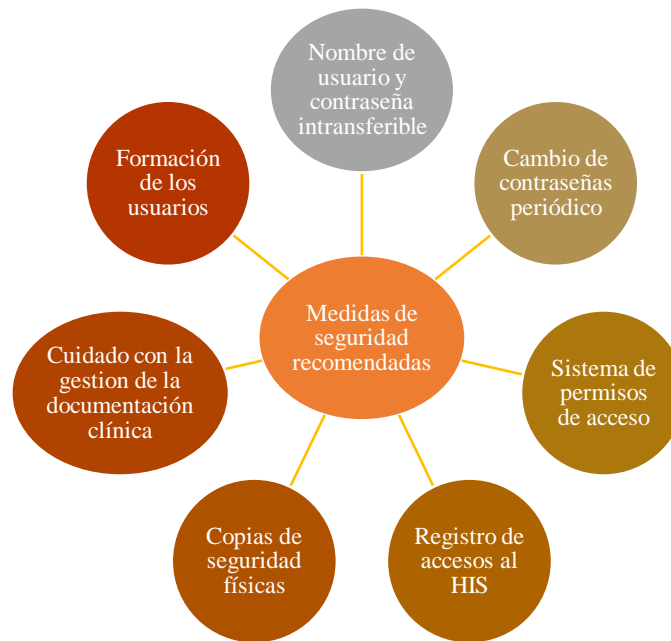 Nombre de
usuario y
contraseña
intransferible
Cambio de
contraseñas
periódico
Sistema de
permisos
de acceso
Registro de
accesos al
HIS
Copias de
seguridad
físicas
Cuidado con la
gestion de la
documentación
clínica
Formación
de los
usuarios
Medidas de
seguridad
recomendadas